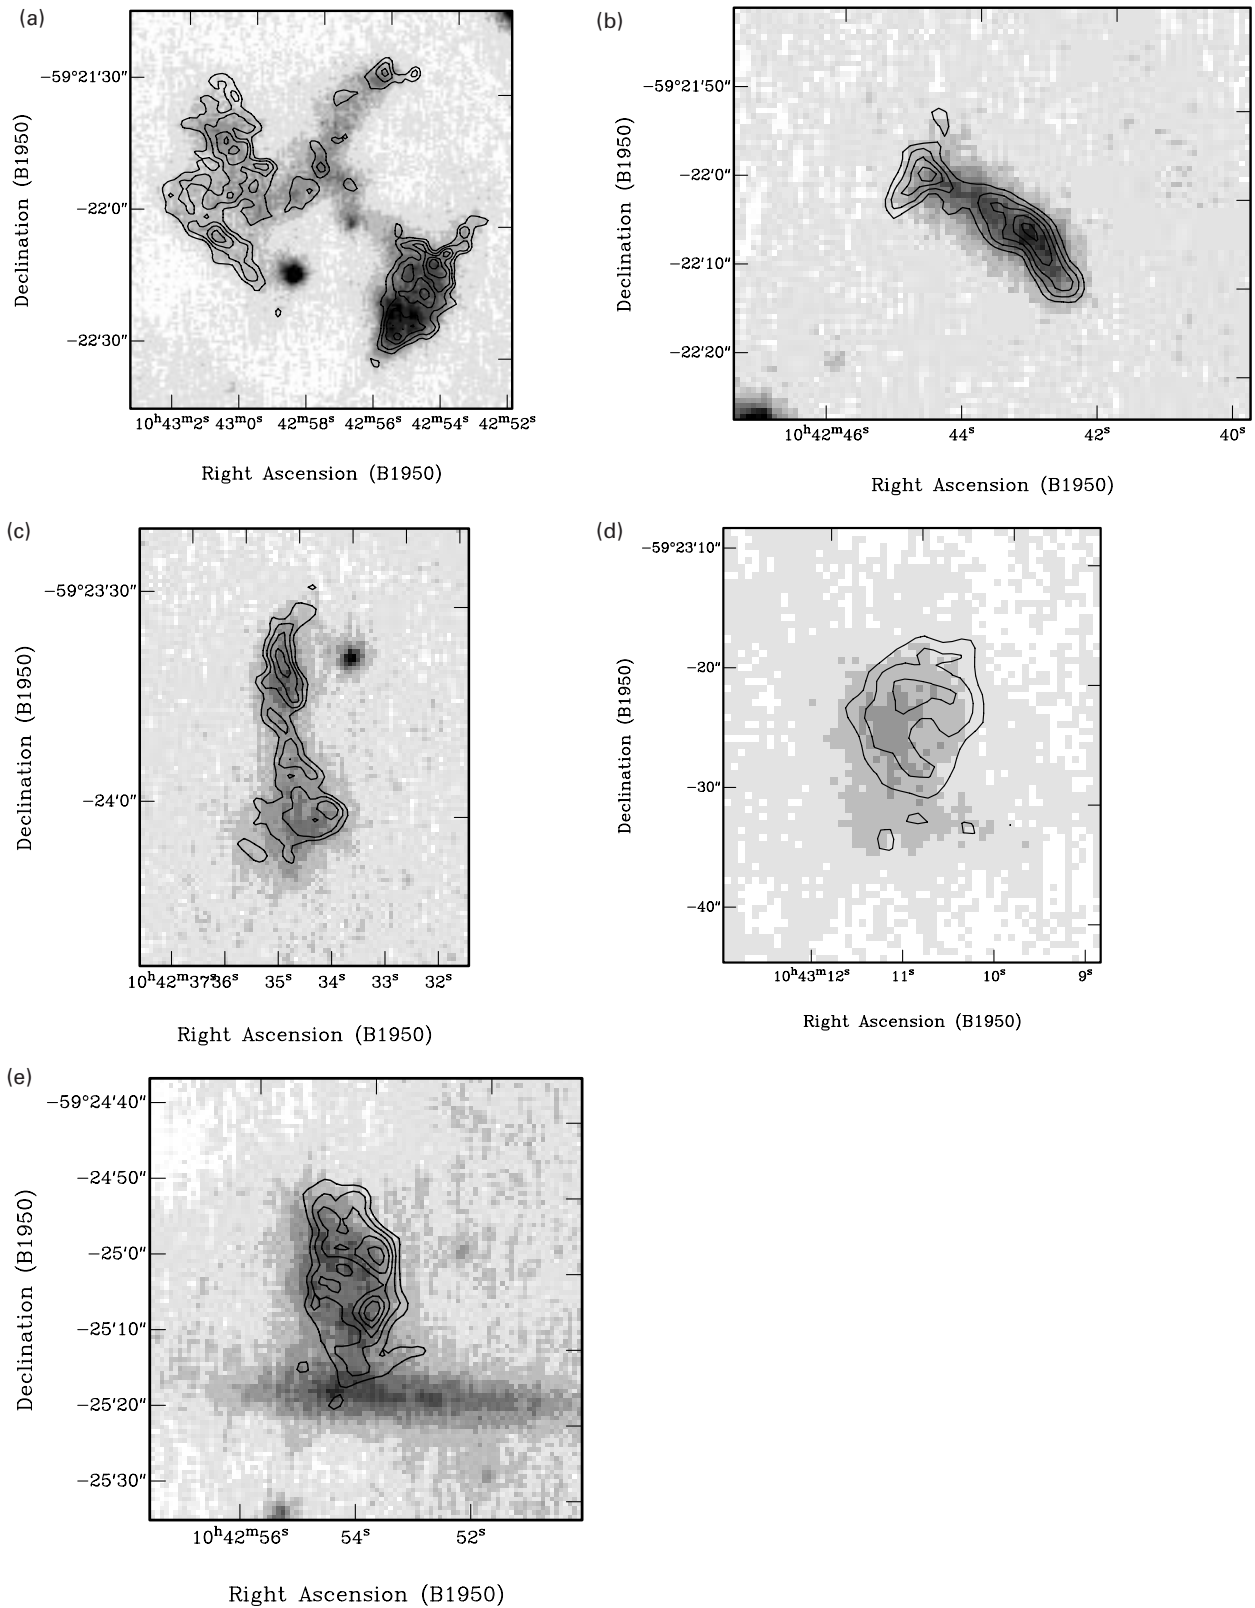 (a)
−59°21'30"
−22'0"
−22'30"
Declination (B1950)
10ʰ43ᵐ2ˢ 43ᵐ0ˢ 42ᵐ58ˢ 42ᵐ56ˢ 42ᵐ54ˢ 42ᵐ52ˢ
Right Ascension (B1950)
(b)
−59°21'50"
−22'0"
−22'10"
−22'20"
Declination (B1950)
10ʰ42ᵐ46ˢ 44ˢ 42ˢ 40ˢ
Right Ascension (B1950)
(c)
−59°23'30"
−24'0"
Declination (B1950)
10ʰ42ᵐ37ˢ36ˢ 35ˢ 34ˢ 33ˢ 32ˢ
Right Ascension (B1950)
(d)
−59°23'10"
−20"
−30"
−40"
Declination (B1950)
10ʰ43ᵐ12ˢ 11ˢ 10ˢ 9ˢ
Right Ascension (B1950)
(e)
−59°24'40"
−24'50"
−25'0"
−25'10"
−25'20"
−25'30"
Declination (B1950)
10ʰ42ᵐ56ˢ 54ˢ 52ˢ
Right Ascension (B1950)